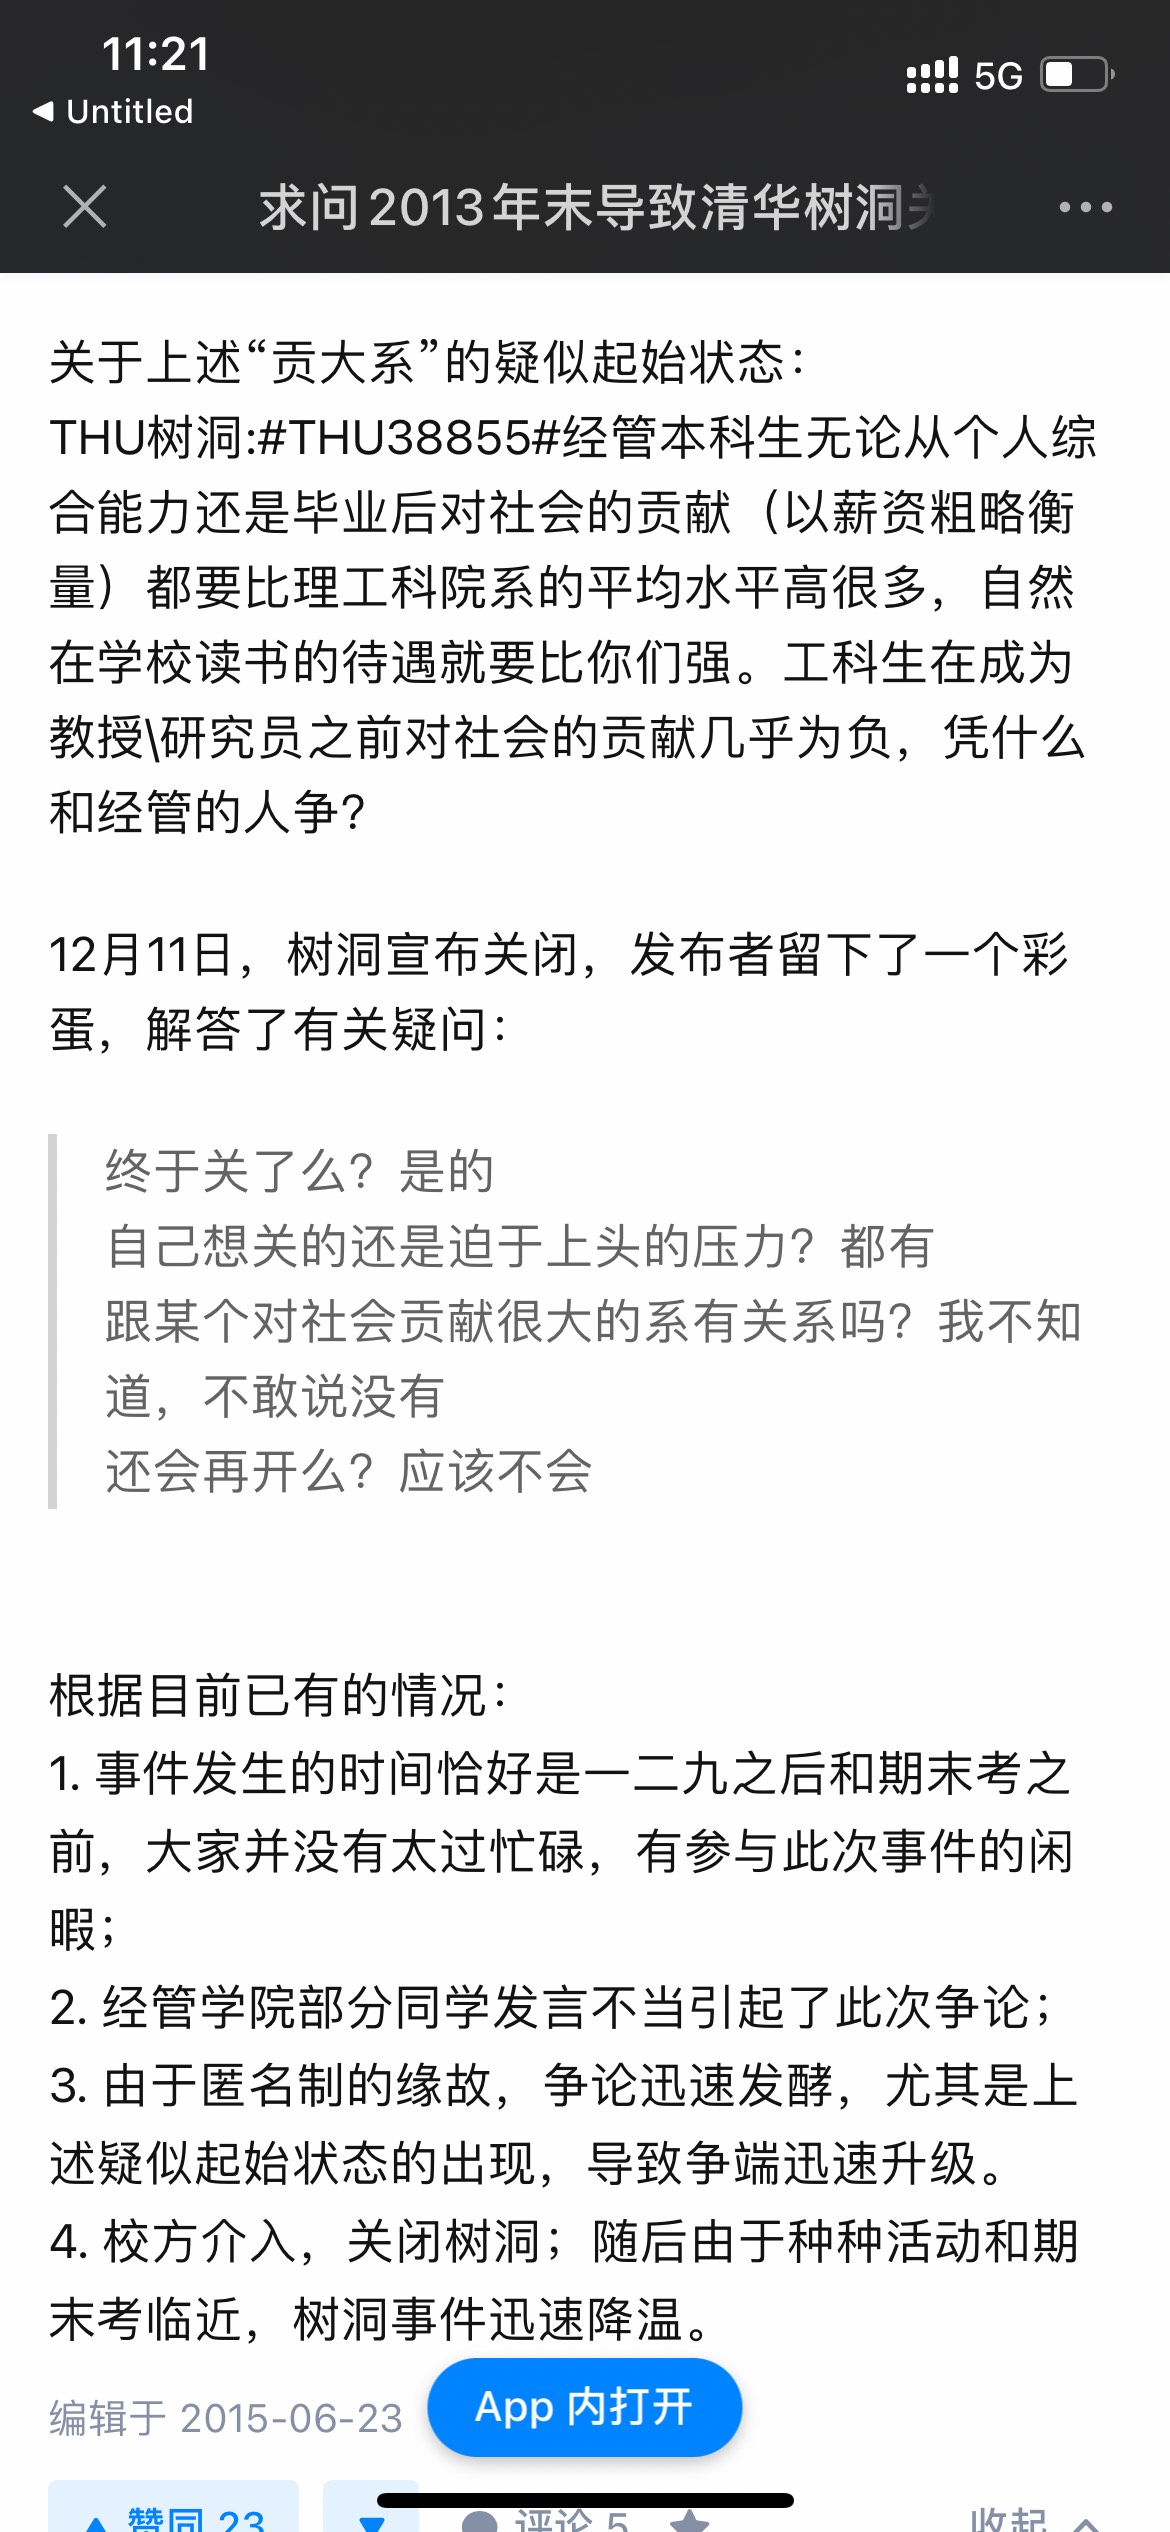 11:21
5G
◀ Untitled
求问2013年末导致清华树洞
关于上述“贡大系”的疑似起始状态：
THU树洞:#THU38855#经管本科生无论从个人综
合能力还是毕业后对社会的贡献（以薪资粗略衡
量）都要比理工科院系的平均水平高很多，自然
在学校读书的待遇就要比你们强。工科生在成为
教授\研究员之前对社会的贡献几乎为负，凭什么
和经管的人争？
12月11日，树洞宣布关闭，发布者留下了一个彩
蛋，解答了有关疑问：
终于关了么？是的
自己想关的还是迫于上头的压力？都有
跟某个对社会贡献很大的系有关系吗？我不知
道，不敢说没有
还会再开么？应该不会
根据目前已有的情况：
1. 事件发生的时间恰好是一二九之后和期末考之
前，大家并没有太过忙碌，有参与此次事件的闲
暇；
2. 经管学院部分同学发言不当引起了此次争论；
3. 由于匿名制的缘故，争论迅速发酵，尤其是上
述疑似起始状态的出现，导致争端迅速升级。
4. 校方介入，关闭树洞；随后由于种种活动和期
末考临近，树洞事件迅速降温。
编辑于 2015-06-23
App 内打开
赞同 23
评论 5
收起